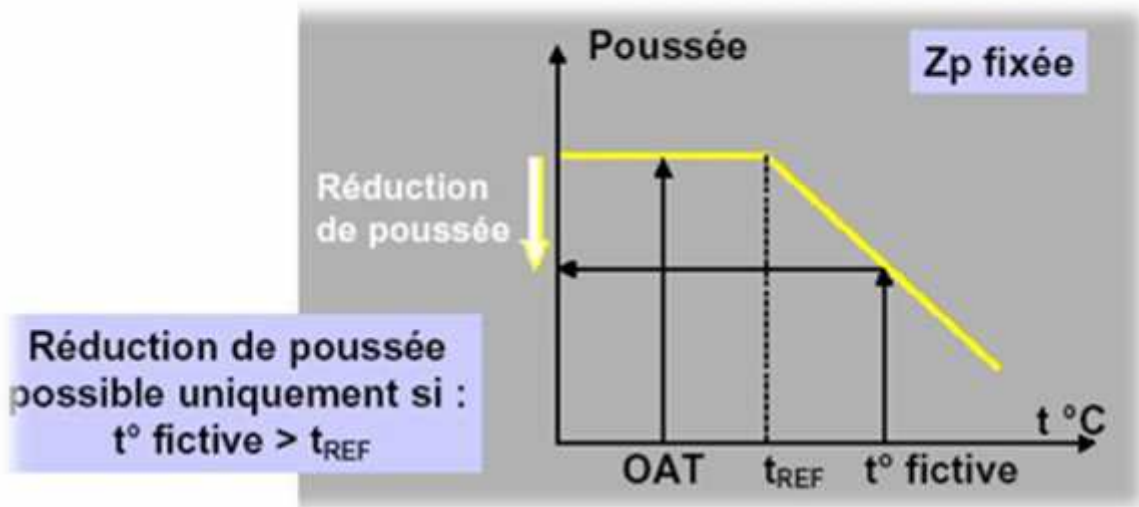 Poussée
Zp fixée
Réduction
de poussée
Réduction de poussée
possible uniquement si :
t° fictive > tREF
t °C
OAT
tREF
t° fictive